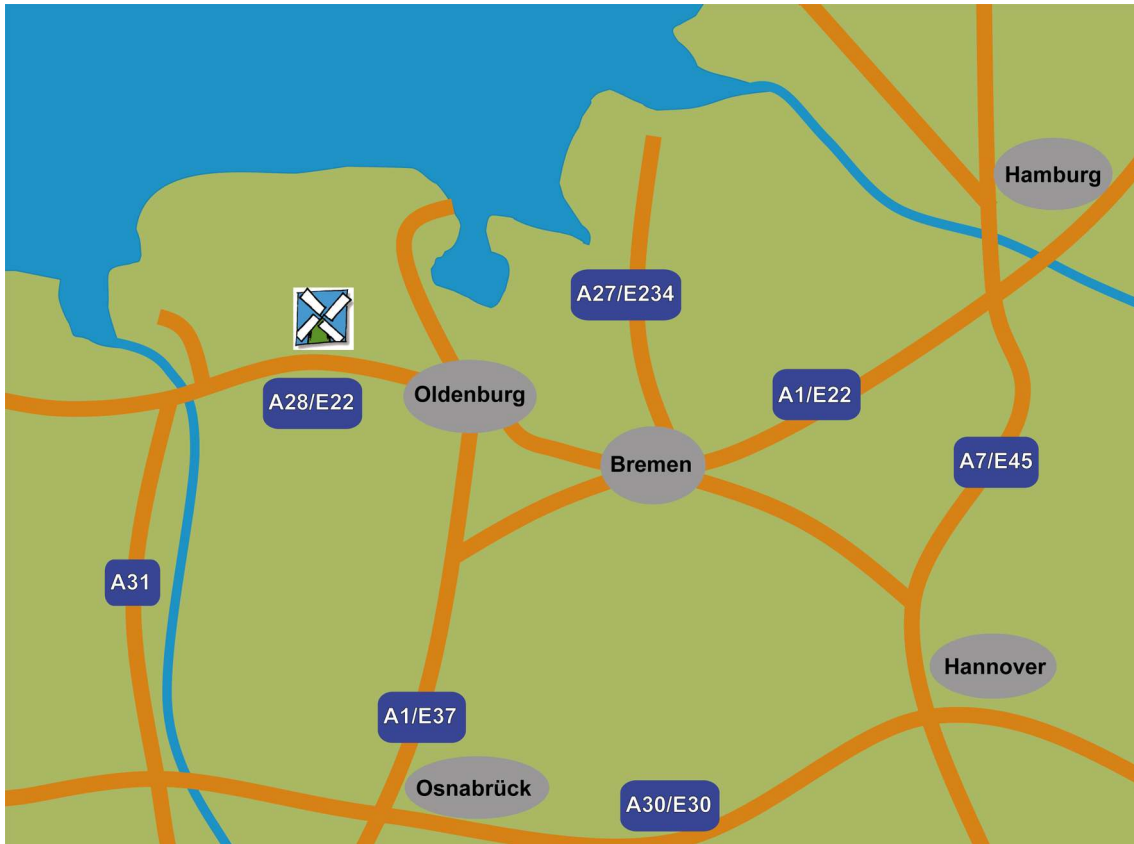 Hamburg
A27/E234
Oldenburg
A28/E22
A1/E22
Bremen
A7/E45
A31
Hannover
A1/E37
Osnabrück
A30/E30